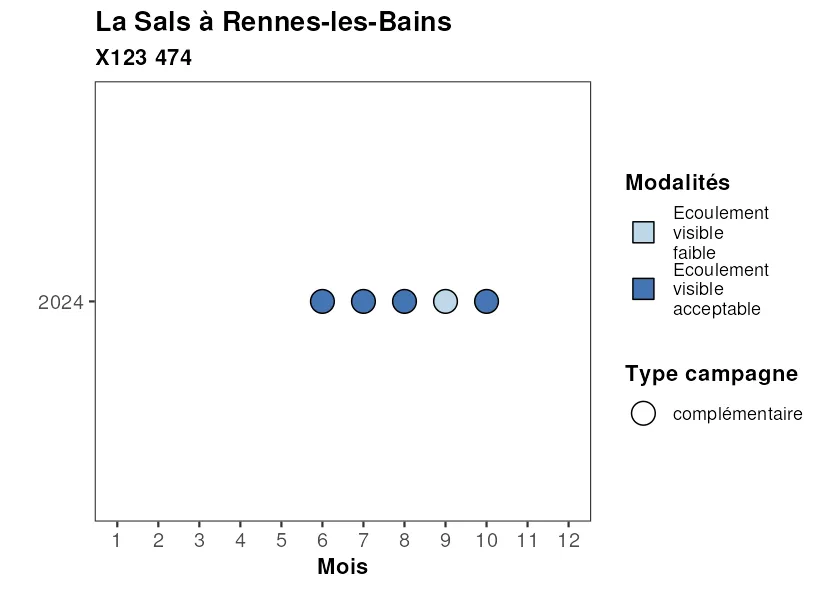 La Sals à Rennes-les-Bains
X123 474
2024
1 2 3 4 5 6 7 8 9 10 11 12
Mois
Modalités
Ecoulement
visible
faible
Ecoulement
visible
acceptable
Type campagne
complémentaire